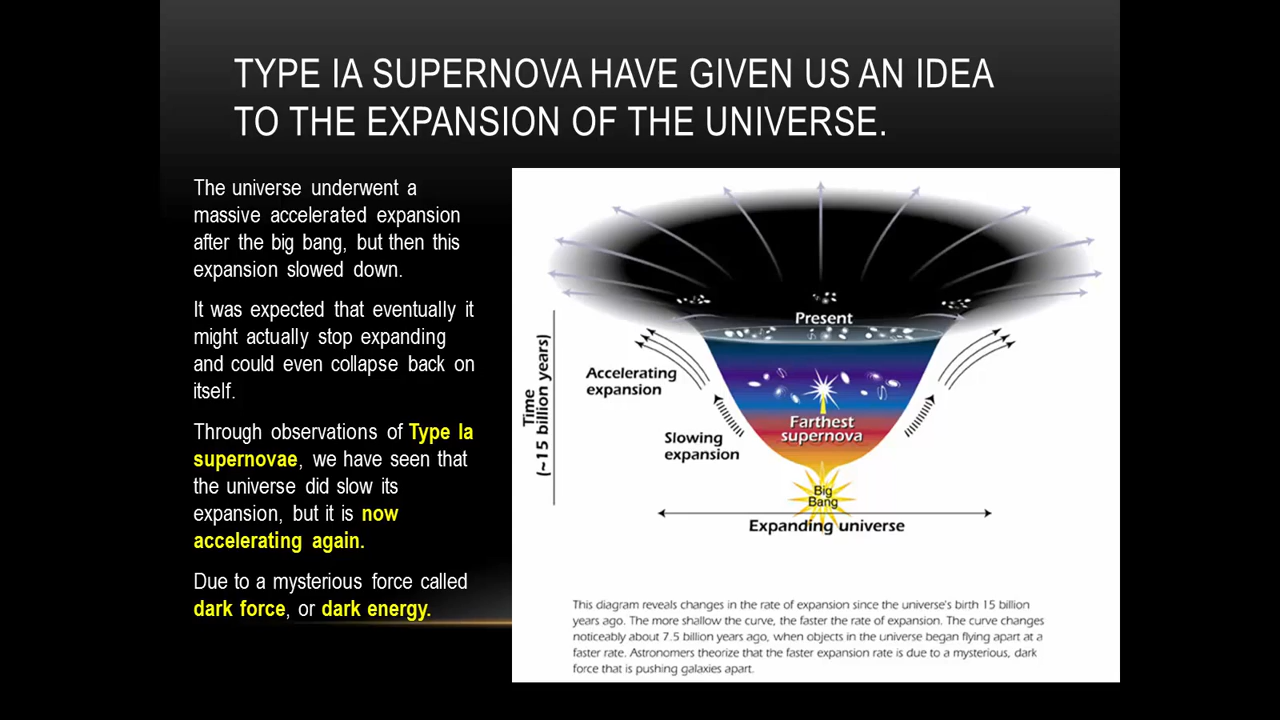 TYPE IA SUPERNOVA HAVE GIVEN US AN IDEA
TO THE EXPANSION OF THE UNIVERSE.
The universe underwent a
massive accelerated expansion
after the big bang, but then this
expansion slowed down.
It was expected that eventually it
might actually stop expanding
and could even collapse back on
itself.
Through observations of Type Ia
supernovae, we have seen that
the universe did slow its
expansion, but it is now
accelerating again.
Due to a mysterious force called
dark force, or dark energy.
Present
Time
(~15 billion years)
Accelerating
expansion
Slowing
expansion
Farthest
supernova
Big
Bang
Expanding universe
This diagram reveals changes in the rate of expansion since the universe's birth 15 billion
years ago. The more shallow the curve, the faster the rate of expansion. The curve changes
noticeably about 7.5 billion years ago, when objects in the universe began flying apart at a
faster rate. Astronomers theorize that the faster expansion rate is due to a mysterious, dark
force that is pushing galaxies apart.